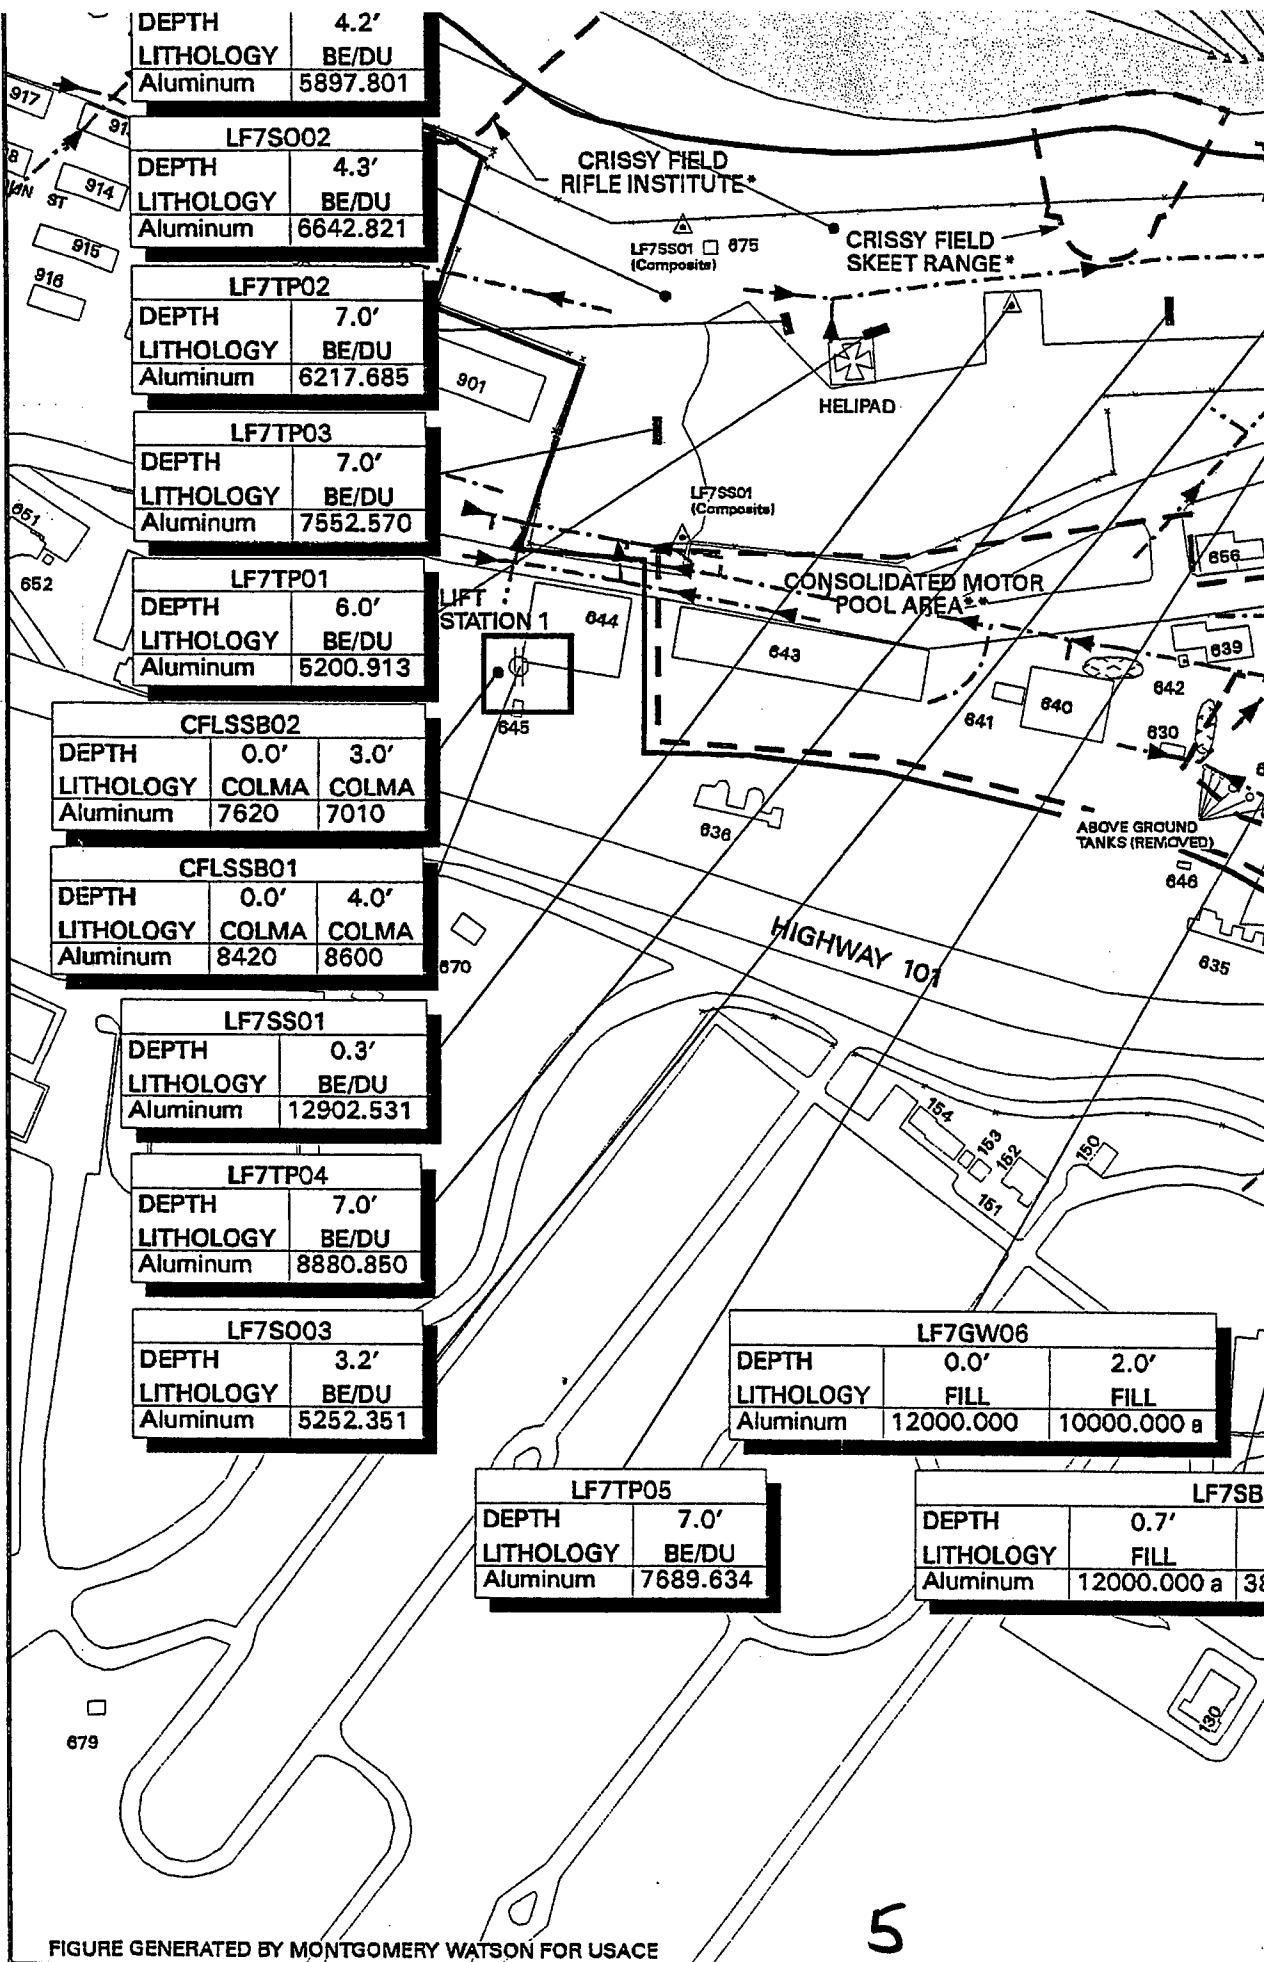 DEPTH 4.2′
LITHOLOGY BE/DU
Aluminum 5897.801
LF7SO02
DEPTH 4.3′
LITHOLOGY BE/DU
Aluminum 6642.821
LF7TP02
DEPTH 7.0′
LITHOLOGY BE/DU
Aluminum 6217.685
LF7TP03
DEPTH 7.0′
LITHOLOGY BE/DU
Aluminum 7552.570
LF7TP01
DEPTH 6.0′
LITHOLOGY BE/DU
Aluminum 5200.913
CFLSSB02
DEPTH 0.0′ 3.0′
LITHOLOGY COLMA COLMA
Aluminum 7620 7010
CFLSSB01
DEPTH 0.0′ 4.0′
LITHOLOGY COLMA COLMA
Aluminum 8420 8600
LF7SS01
DEPTH 0.3′
LITHOLOGY BE/DU
Aluminum 12902.531
LF7TP04
DEPTH 7.0′
LITHOLOGY BE/DU
Aluminum 8880.850
LF7SO03
DEPTH 3.2′
LITHOLOGY BE/DU
Aluminum 5252.351
LF7GW06
DEPTH 0.0′ 2.0′
LITHOLOGY FILL FILL
Aluminum 12000.000 10000.000 a
LF7TP05
DEPTH 7.0′
LITHOLOGY BE/DU
Aluminum 7689.634
LF7SB
DEPTH 0.7′
LITHOLOGY FILL
Aluminum 12000.000 a 38
917
91
8
914
ST
915
916
CRISSY FIELD
RIFLE INSTITUTE*
LF7SS01
(Composite)
675
CRISSY FIELD
SKEET RANGE*
901
HELIPAD
LF7SS01
(Composite)
651
652
656
CONSOLIDATED MOTOR
POOL AREA**
LIFT
STATION 1
644
643
639
642
640
641
645
630
6
636
ABOVE GROUND
TANKS (REMOVED)
646
635
HIGHWAY 101
670
154
153
152
150
151
679
130
5
FIGURE GENERATED BY MONTGOMERY WATSON FOR USACE